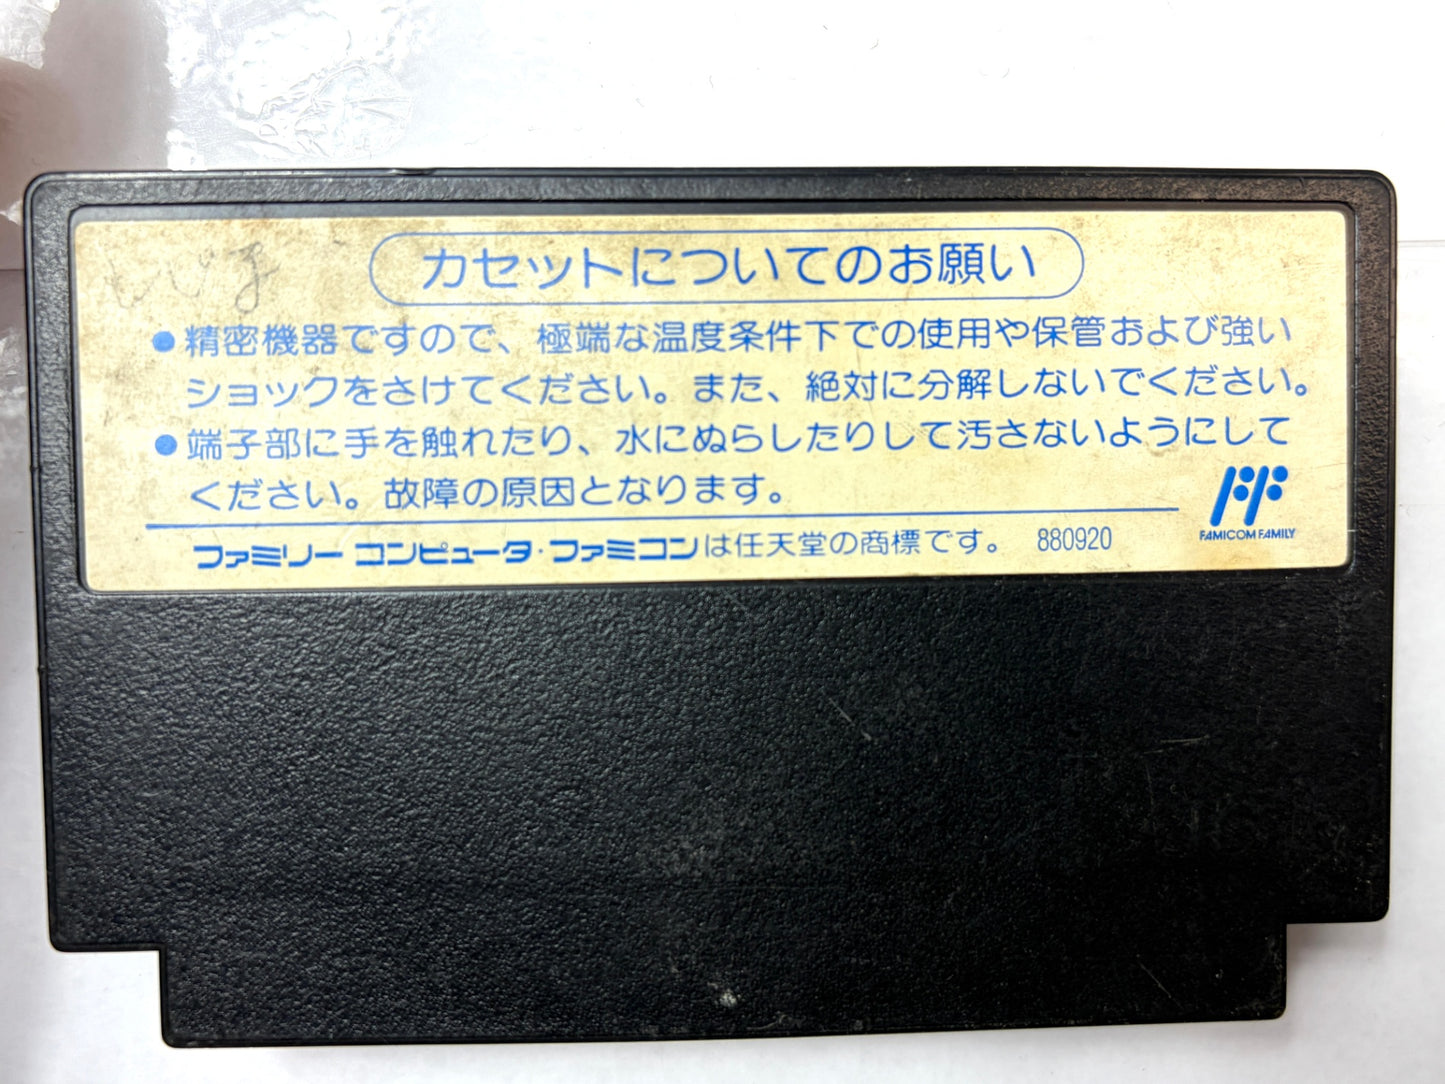 カセットについてのお願い
●精密機器ですので、極端な温度条件下での使用や保管および強い
ショックをさけてください。また、絶対に分解しないでください。
●端子部に手を触れたり、水にぬらしたりして汚さないようにして
ください。故障の原因となります。
FF
FAMICOM FAMILY
ファミリー コンピュータ・ファミコンは任天堂の商標です。 880920